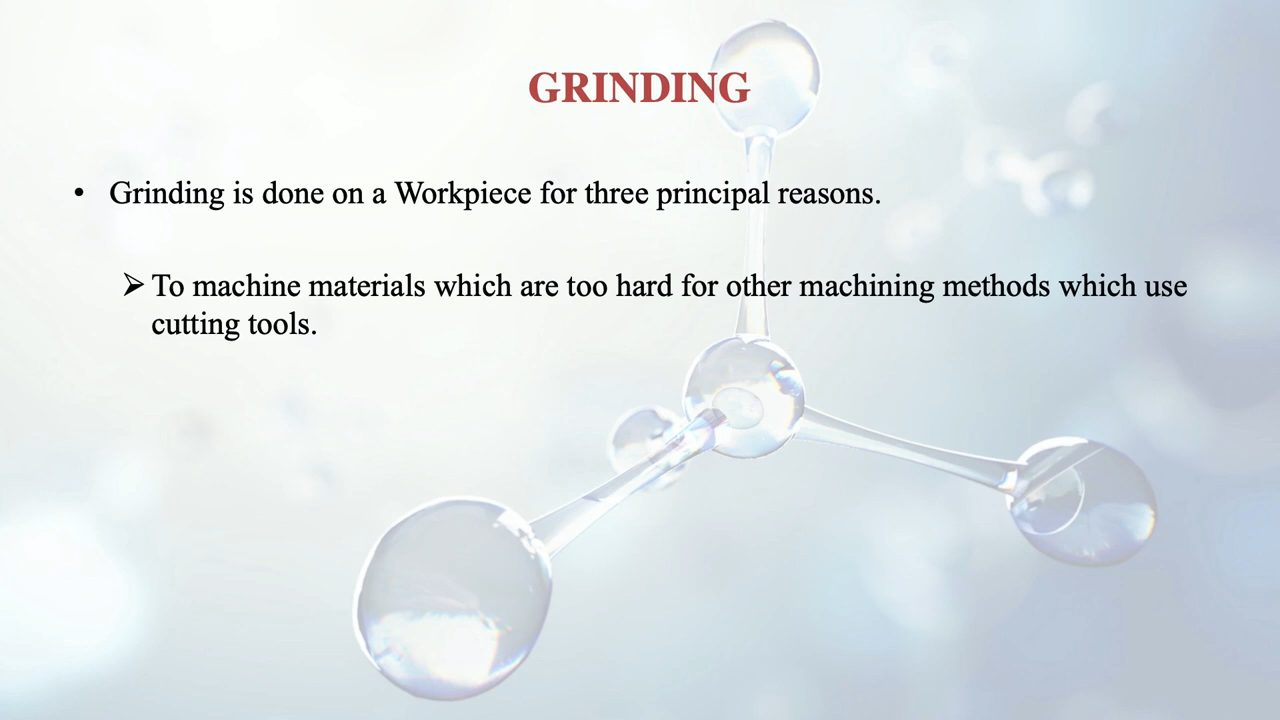 GRINDING
• Grinding is done on a Workpiece for three principal reasons.
➢ To machine materials which are too hard for other machining methods which use
cutting tools.